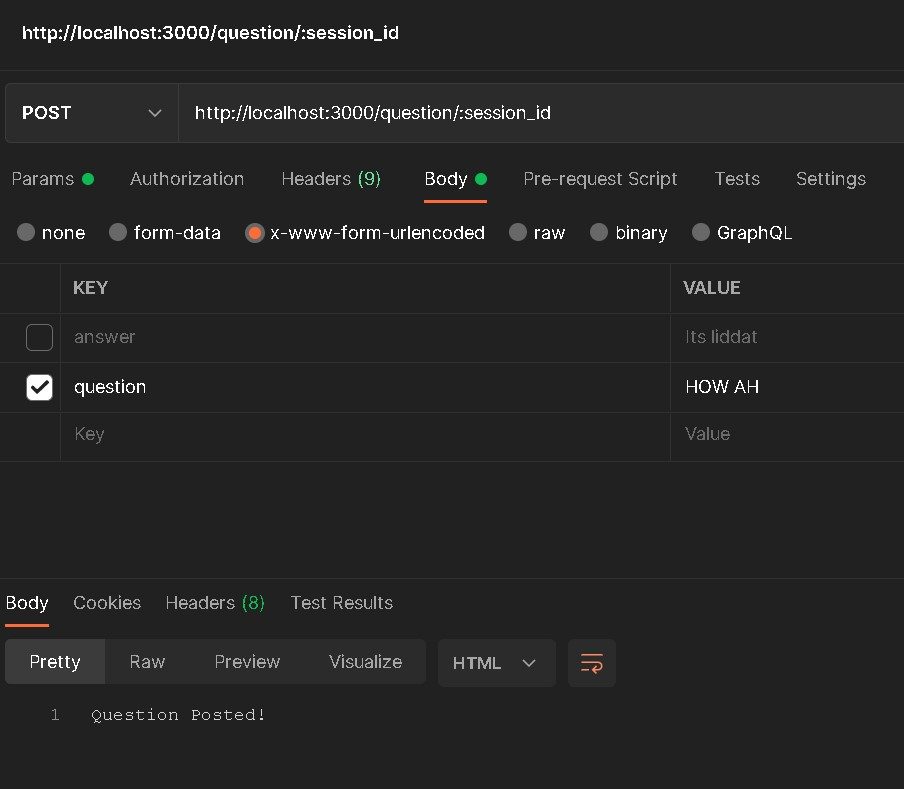 http://localhost:3000/question/:session_id
POST http://localhost:3000/question/:session_id
Params Authorization Headers (9) Body Pre-request Script Tests Settings
none form-data x-www-form-urlencoded raw binary GraphQL
KEY VALUE
answer Its liddat
question HOW AH
Key Value
Body Cookies Headers (8) Test Results
Pretty Raw Preview Visualize HTML
1 Question Posted!